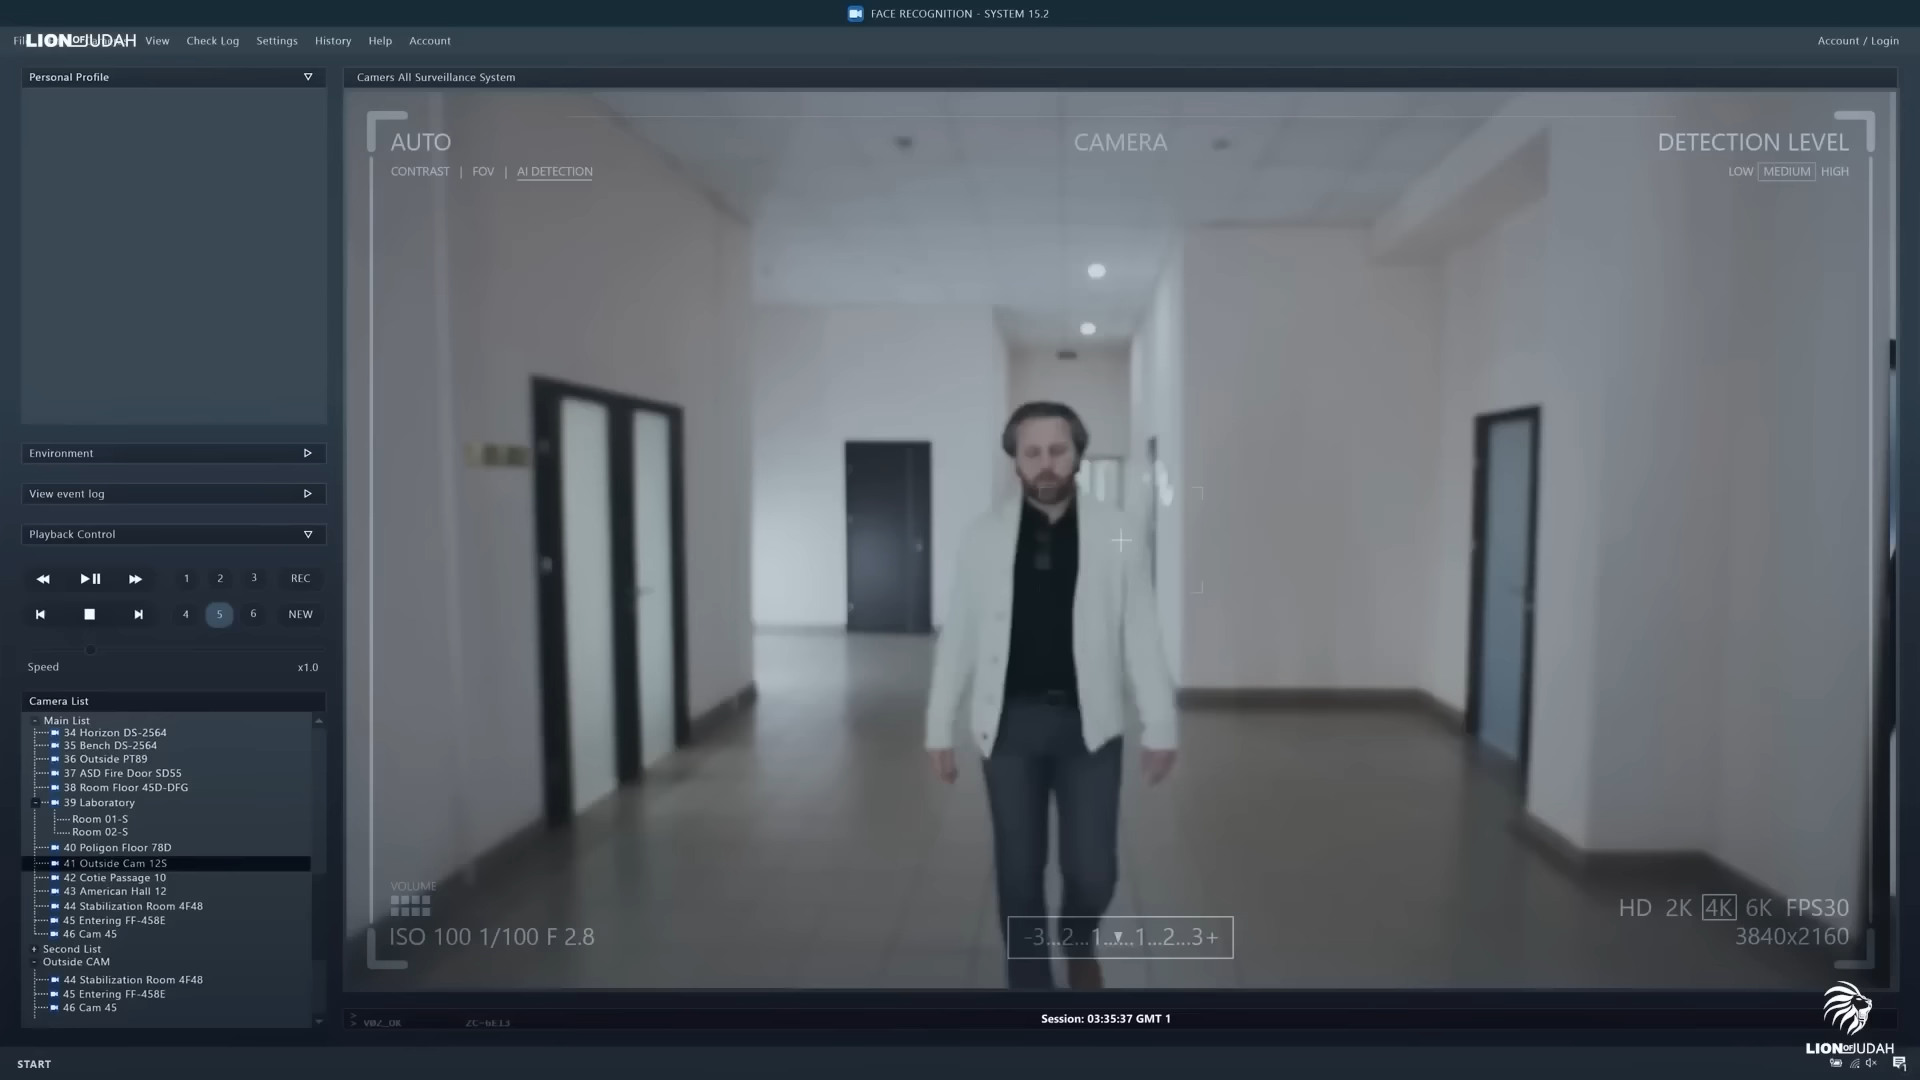 FACE RECOGNITION - SYSTEM 15.2
LION OF JUDAH
View
Check Log
Settings
History
Help
Account
Account / Login
Personal Profile
Camers All Surveillance System
AUTO
CONTRAST | FOV | AI DETECTION
CAMERA
DETECTION LEVEL
LOW MEDIUM HIGH
Environment
View event log
Playback Control
1 2 3 REC
4 5 6 NEW
Speed x1.0
Camera List
Main List
34 Horizon DS-2564
35 Bench DS-2564
36 Outside PT89
37 ASD Fire Door SD55
38 Room Floor 45D-DFG
39 Laboratory
Room 01-S
Room 02-S
40 Poligon Floor 78D
41 Outside Cam 12S
42 Cotie Passage 10
43 American Hall 12
44 Stabilization Room 4F48
45 Entering FF-458E
46 Cam 45
Second List
Outside CAM
44 Stabilization Room 4F48
45 Entering FF-458E
46 Cam 45
VOLUME
ISO 100 1/100 F 2.8
-3...2...1......1...2...3+
HD 2K 4K 6K FPS30
3840x2160
Session: 03:35:37 GMT 1
LION OF JUDAH
START